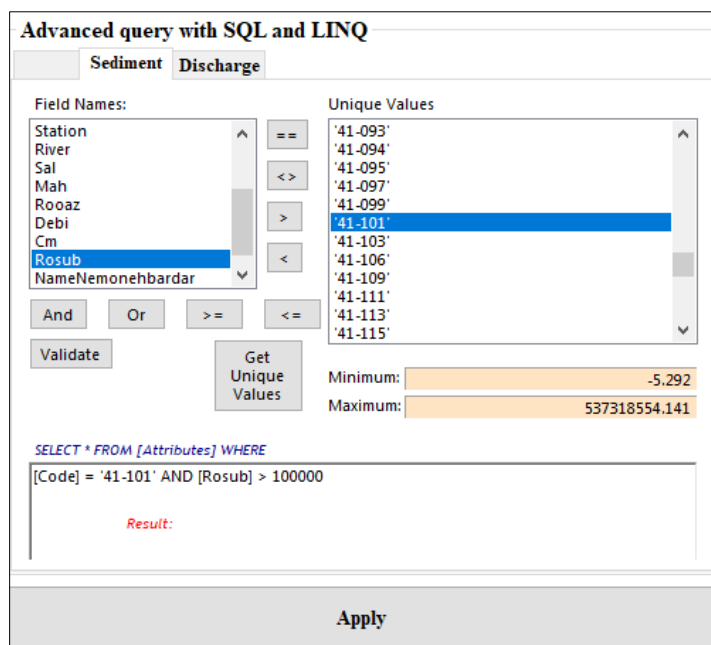 Advanced query with SQL and LINQ
Sediment
Discharge
Field Names:
Station
River
Sal
Mah
Rooaz
Debi
Cm
Rosub
NameNemonehbardar
==
<>
>
<
And
Or
>=
<=
Validate
Get
Unique
Values
Unique Values
'41-093'
'41-094'
'41-095'
'41-097'
'41-099'
'41-101'
'41-103'
'41-106'
'41-109'
'41-111'
'41-113'
'41-115'
Minimum: -5.292
Maximum: 537318554.141
SELECT * FROM [Attributes] WHERE
[Code] = '41-101' AND [Rosub] > 100000
Result:
Apply